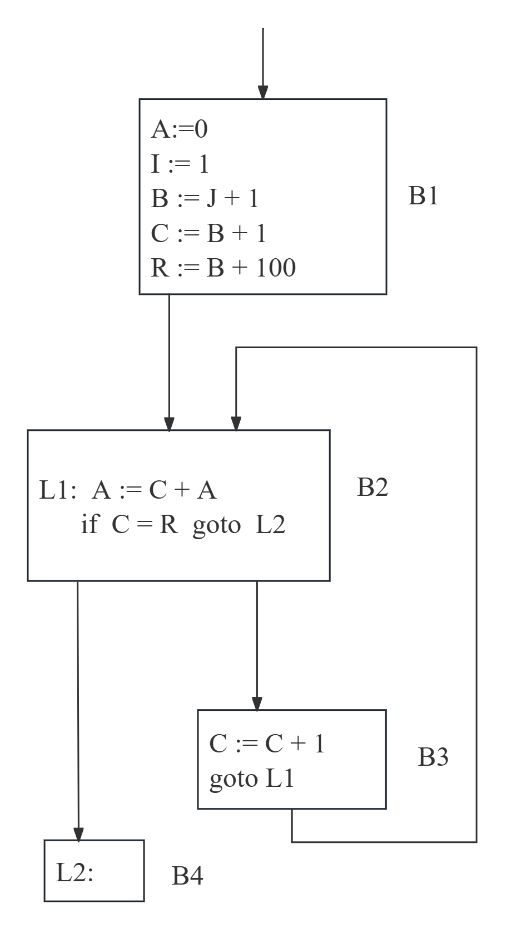 A:=0
I := 1
B := J + 1
C := B + 1
R := B + 100
B1
L1: A := C + A
if C = R goto L2
B2
C := C + 1
goto L1
B3
L2:
B4